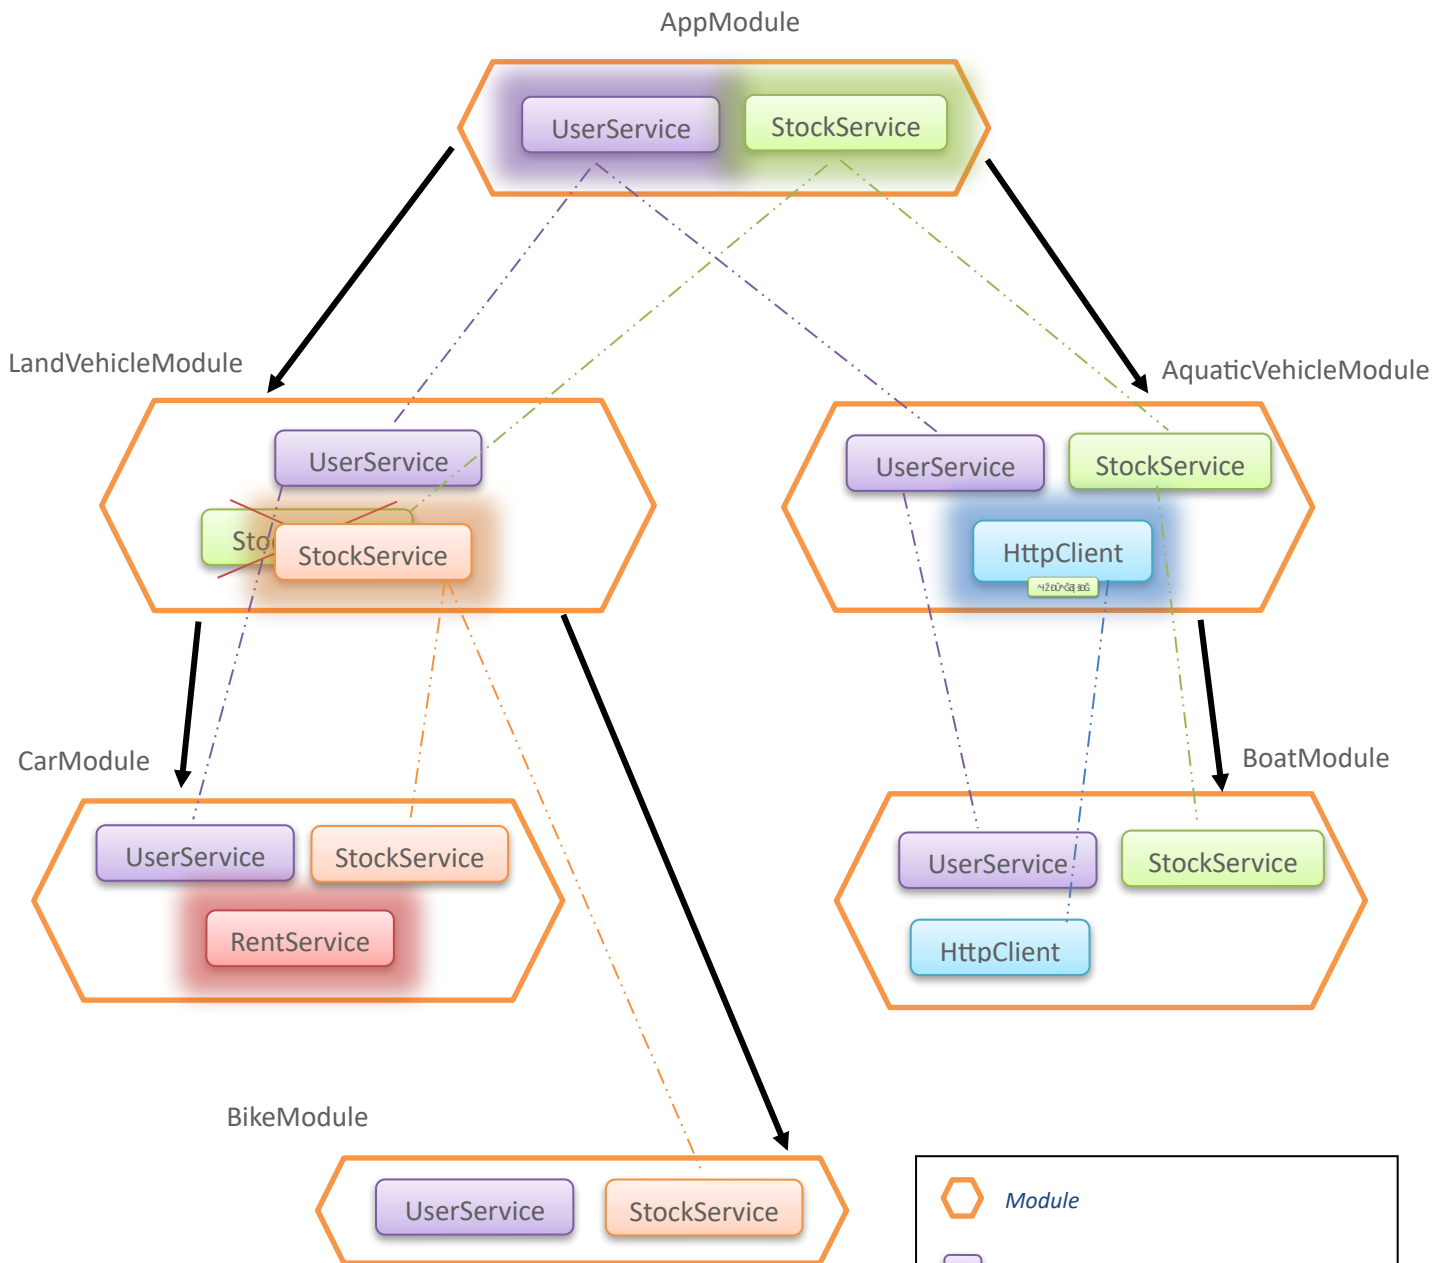 AppModule
UserService
StockService
LandVehicleModule
AquaticVehicleModule
UserService
StockService
UserService
StockService
HttpClient
CarModule
BoatModule
UserService
StockService
RentService
UserService
StockService
HttpClient
BikeModule
UserService
StockService
Module